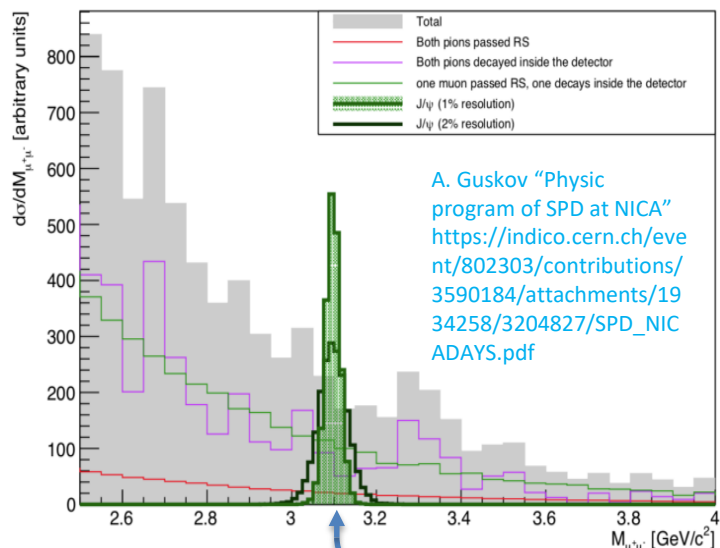 Total
Both pions passed RS
Both pions decayed inside the detector
one muon passed RS, one decays inside the detector
J/ψ (1% resolution)
J/ψ (2% resolution)
dσ/dMμ⁺μ⁻ [arbitrary units]
800
700
600
500
400
300
200
100
0
A. Guskov “Physic
program of SPD at NICA”
https://indico.cern.ch/eve
nt/802303/contributions/
3590184/attachments/19
34258/3204827/SPD_NIC
ADAYS.pdf
2.6 2.8 3 3.2 3.4 3.6 3.8 4
Mμ⁺μ⁻ [GeV/c²]